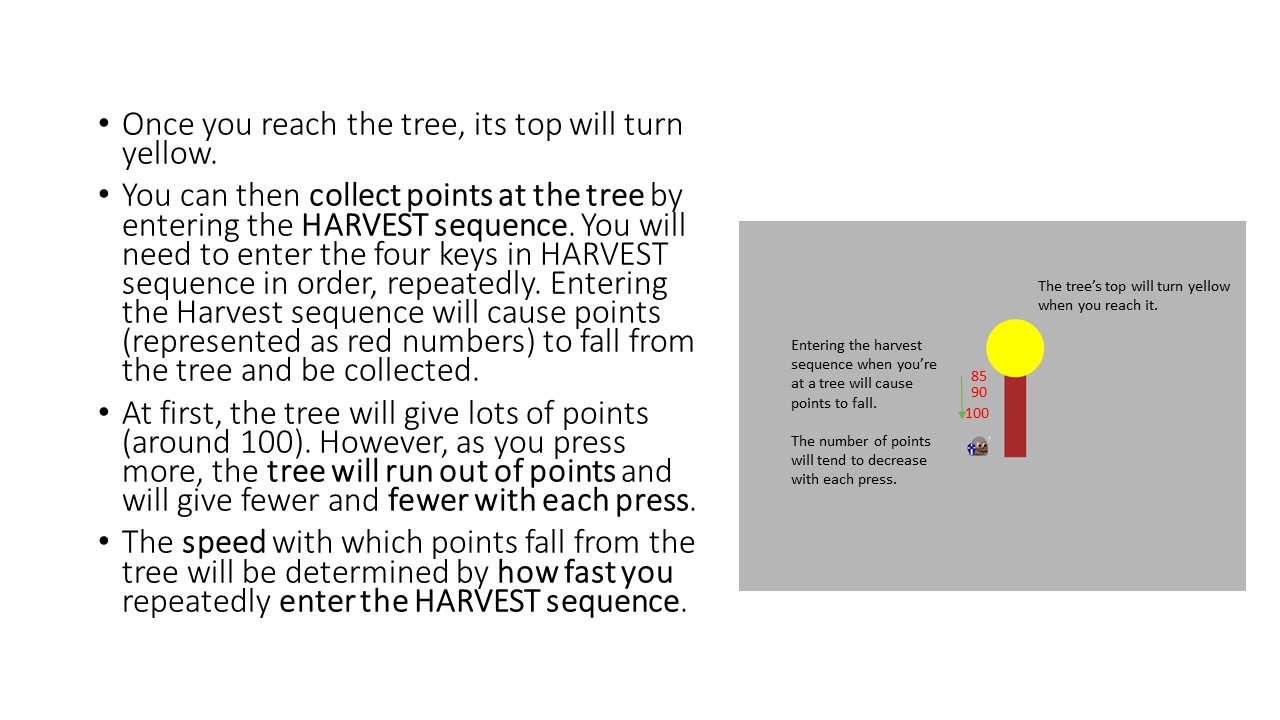 • Once you reach the tree, its top will turn
yellow.
• You can then collect points at the tree by
entering the HARVEST sequence. You will
need to enter the four keys in HARVEST
sequence in order, repeatedly. Entering
the Harvest sequence will cause points
(represented as red numbers) to fall from
the tree and be collected.
• At first, the tree will give lots of points
(around 100). However, as you press
more, the tree will run out of points and
will give fewer and fewer with each press.
• The speed with which points fall from the
tree will be determined by how fast you
repeatedly enter the HARVEST sequence.
The tree’s top will turn yellow
when you reach it.
Entering the harvest
sequence when you’re
at a tree will cause
points to fall.
85
90
100
The number of points
will tend to decrease
with each press.